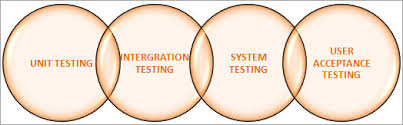 UNIT TESTING
INTERGRATION
TESTING
SYSTEM
TESTING
USER
ACCEPTANCE
TESTING